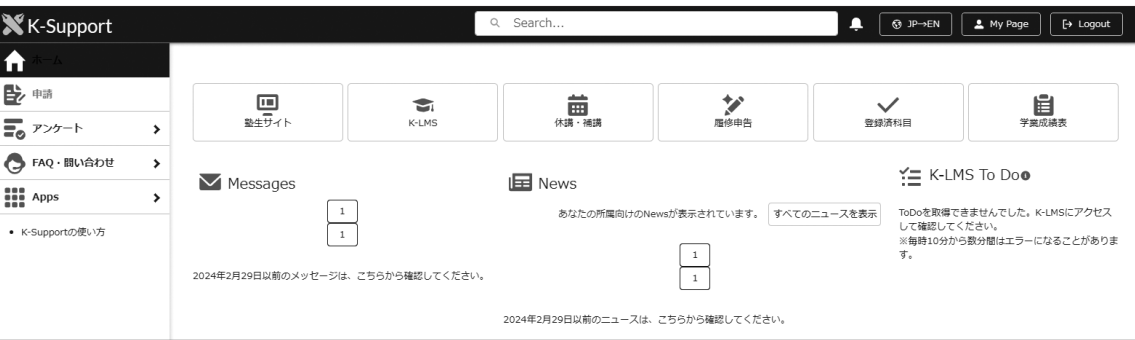 K-Support
Search...
JP→EN
My Page
Logout
ホーム
申請
アンケート
FAQ・問い合わせ
Apps
K-Supportの使い方
塾生サイト
K-LMS
休講・補講
履修申告
登録済科目
学業成績表
Messages
1
1
2024年2月29日以前のメッセージは、こちらから確認してください。
News
あなたの所属向けのNewsが表示されています。
すべてのニュースを表示
1
1
2024年2月29日以前のニュースは、こちらから確認してください。
K-LMS To Do
ToDoを取得できませんでした。K-LMSにアクセス
して確認してください。
※毎時10分から数分間はエラーになることがありま
す。